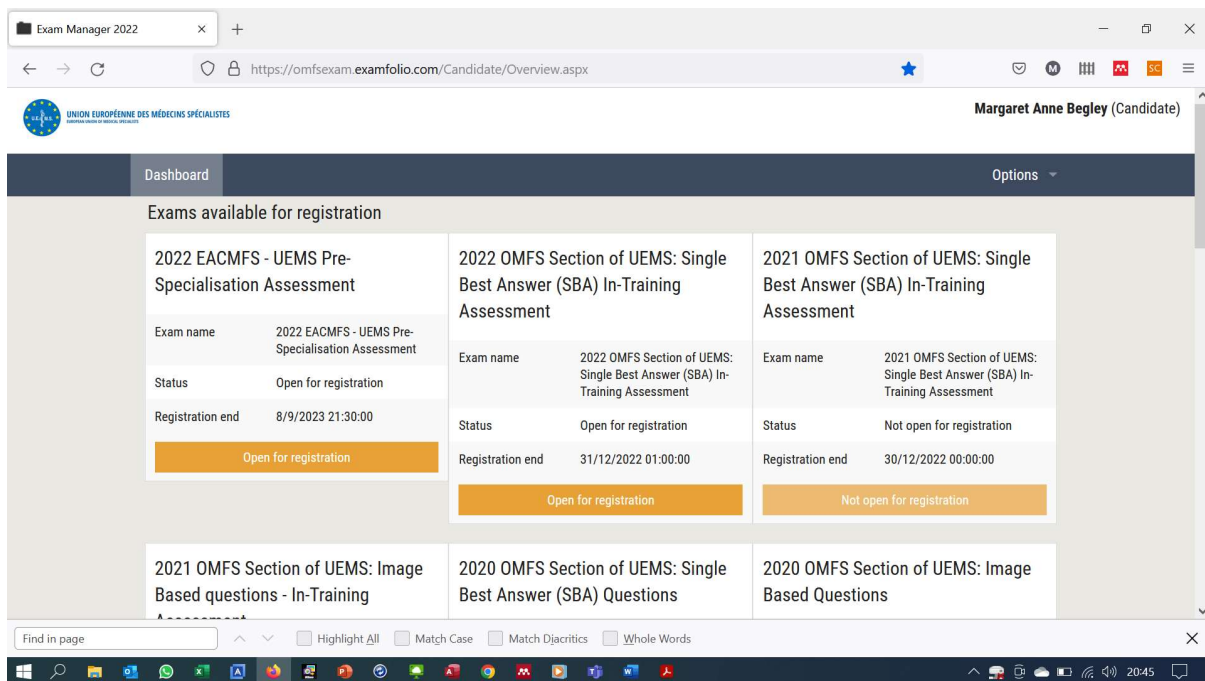 Exam Manager 2022
https://omfsexam.examfolio.com/Candidate/Overview.aspx
UNION EUROPÉENNE DES MÉDECINS SPÉCIALISTES
EUROPEAN UNION OF MEDICAL SPECIALISTS
Margaret Anne Begley (Candidate)
Dashboard
Options
Exams available for registration
2022 EACMFS - UEMS Pre-
Specialisation Assessment
Exam name
2022 EACMFS - UEMS Pre-
Specialisation Assessment
Status
Open for registration
Registration end
8/9/2023 21:30:00
Open for registration
2022 OMFS Section of UEMS: Single
Best Answer (SBA) In-Training
Assessment
Exam name
2022 OMFS Section of UEMS:
Single Best Answer (SBA) In-
Training Assessment
Status
Open for registration
Registration end
31/12/2022 01:00:00
Open for registration
2021 OMFS Section of UEMS: Single
Best Answer (SBA) In-Training
Assessment
Exam name
2021 OMFS Section of UEMS:
Single Best Answer (SBA) In-
Training Assessment
Status
Not open for registration
Registration end
30/12/2022 00:00:00
Not open for registration
2021 OMFS Section of UEMS: Image
Based questions - In-Training
Assessment
2020 OMFS Section of UEMS: Single
Best Answer (SBA) Questions
2020 OMFS Section of UEMS: Image
Based Questions
Find in page
Highlight All
Match Case
Match Diacritics
Whole Words
20:45